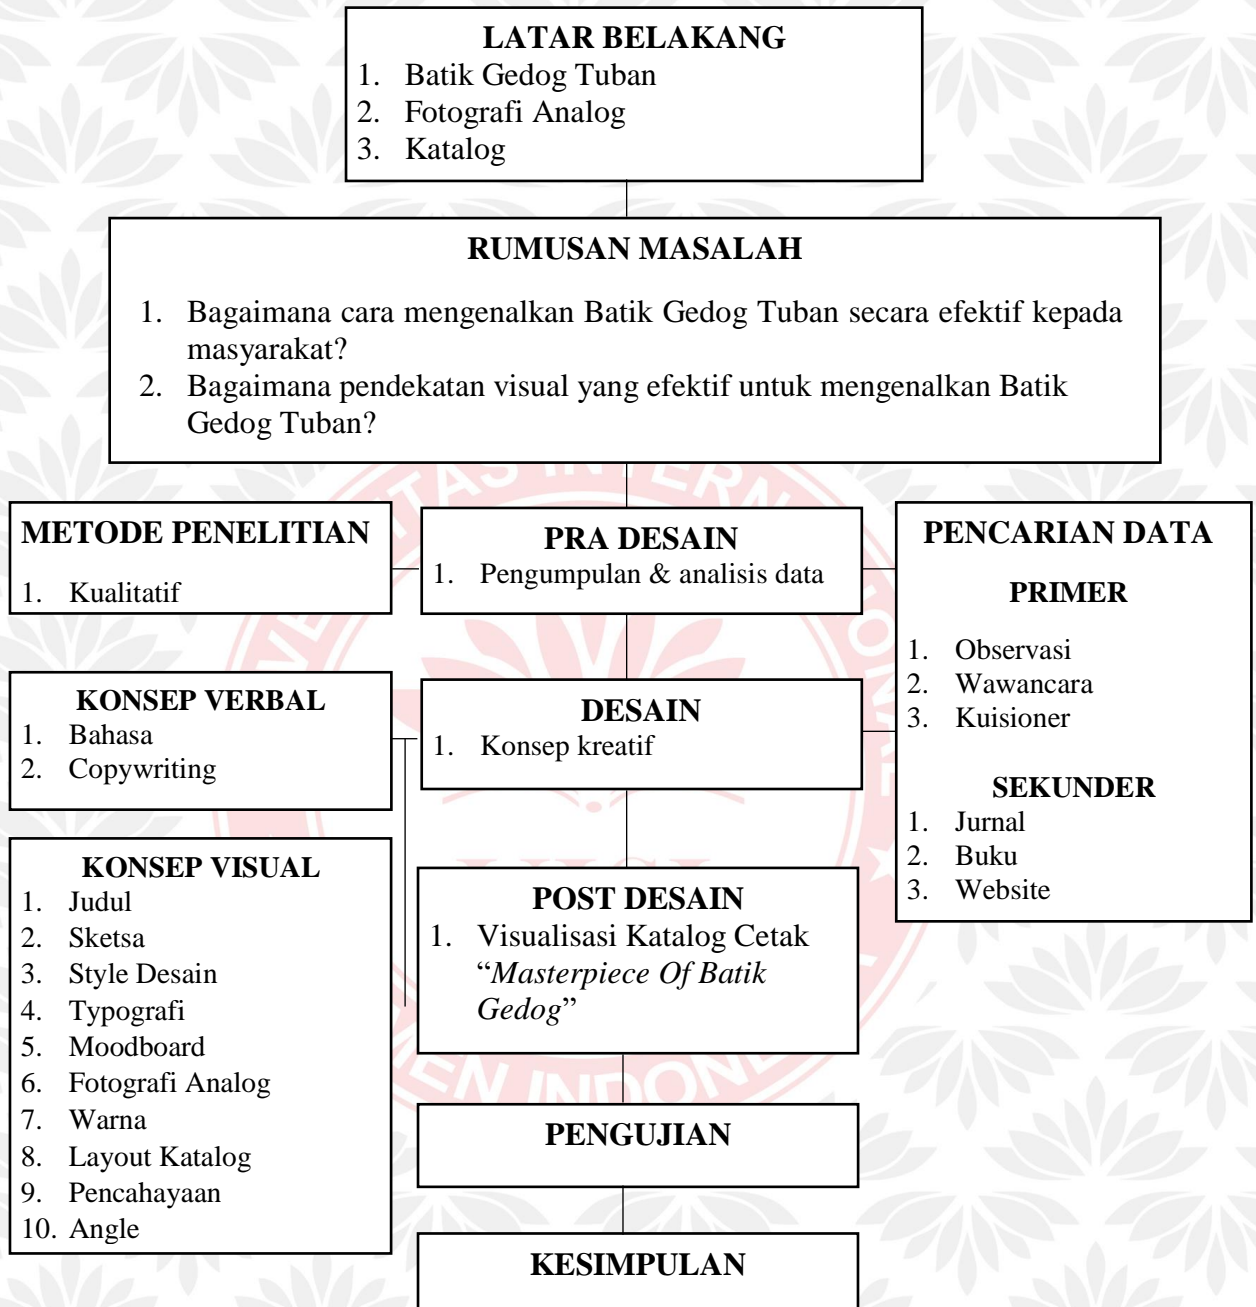 LATAR BELAKANG
1. Batik Gedog Tuban
2. Fotografi Analog
3. Katalog
RUMUSAN MASALAH
1. Bagaimana cara mengenalkan Batik Gedog Tuban secara efektif kepada
masyarakat?
2. Bagaimana pendekatan visual yang efektif untuk mengenalkan Batik
Gedog Tuban?
METODE PENELITIAN
1. Kualitatif
PRA DESAIN
1. Pengumpulan & analisis data
PENCARIAN DATA
PRIMER
1. Observasi
2. Wawancara
3. Kuisioner
SEKUNDER
1. Jurnal
2. Buku
3. Website
KONSEP VERBAL
1. Bahasa
2. Copywriting
DESAIN
1. Konsep kreatif
KONSEP VISUAL
1. Judul
2. Sketsa
3. Style Desain
4. Typografi
5. Moodboard
6. Fotografi Analog
7. Warna
8. Layout Katalog
9. Pencahayaan
10. Angle
POST DESAIN
1. Visualisasi Katalog Cetak
“Masterpiece Of Batik
Gedog”
PENGUJIAN
KESIMPULAN